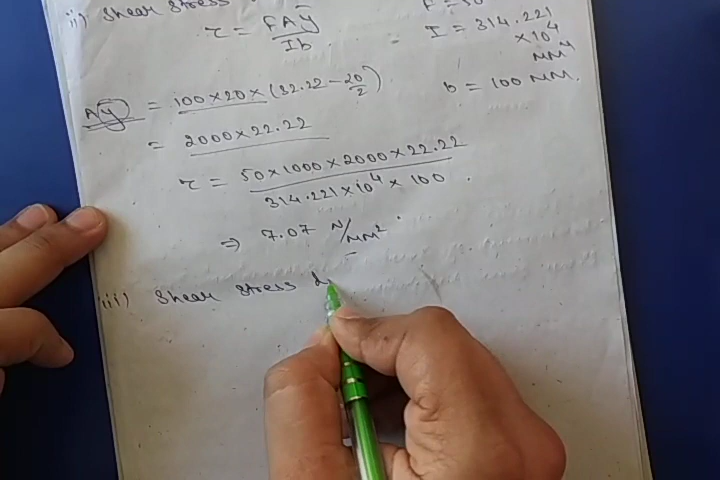 ii) Shear Stress
τ = FAȳ/Ib
I = 314.221 ×10⁴ MM⁴
b = 100 MM.
Aȳ = 100×20×(32.22 – 20/2)
= 2000×22.22
τ = 50×1000×2000×22.22 / 314.221×10⁴×100.
⇒ 7.07 N/MM².
iii) Shear Stress